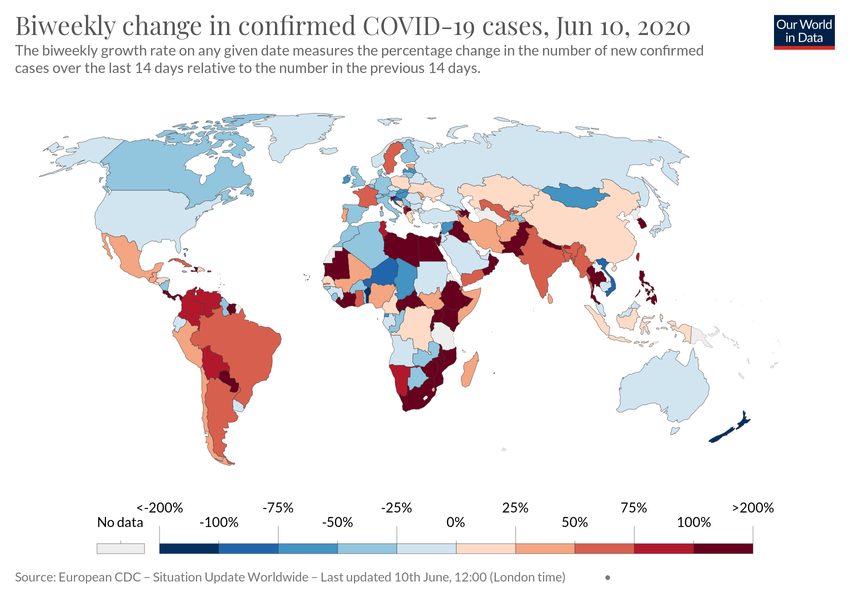 Biweekly change in confirmed COVID-19 cases, Jun 10, 2020
Our World
in Data
The biweekly growth rate on any given date measures the percentage change in the number of new confirmed
cases over the last 14 days relative to the number in the previous 14 days.
<-200% -75% -25% 25% 75% >200%
No data -100% -50% 0% 50% 100%
Source: European CDC – Situation Update Worldwide – Last updated 10th June, 12:00 (London time) •